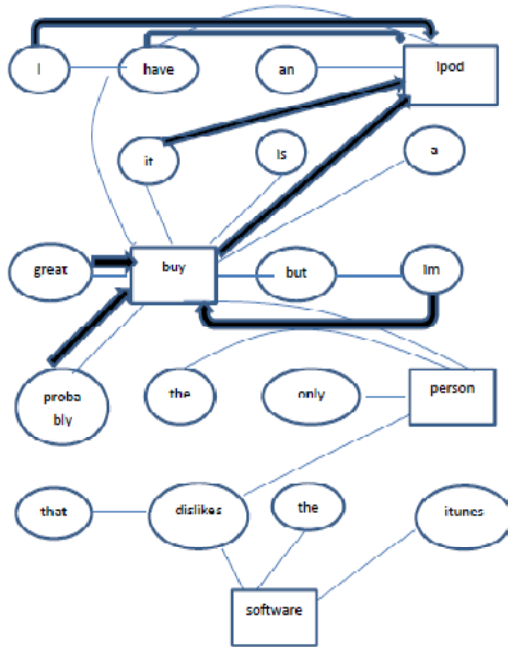 I have an Ipod
it is a
great buy but Im
proba
bly the only person
that dislikes the itunes
software